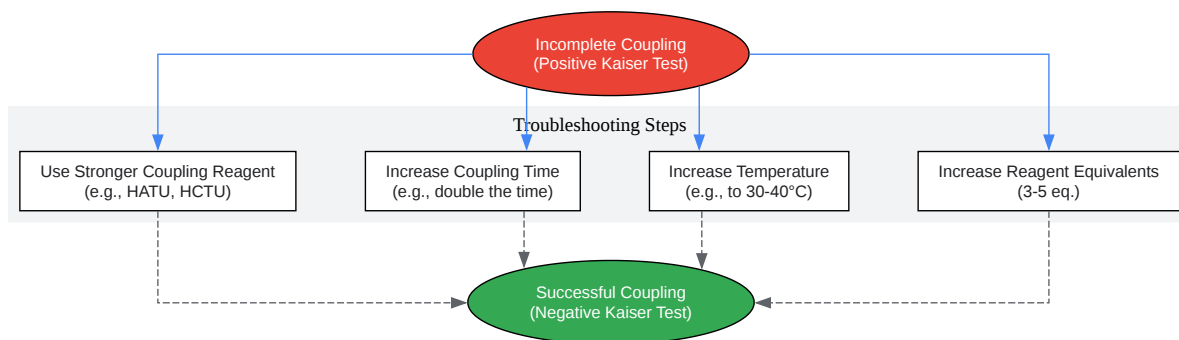 Incomplete Coupling
(Positive Kaiser Test)
Troubleshooting Steps
Use Stronger Coupling Reagent
(e.g., HATU, HCTU)
Increase Coupling Time
(e.g., double the time)
Increase Temperature
(e.g., to 30-40°C)
Increase Reagent Equivalents
(3-5 eq.)
Successful Coupling
(Negative Kaiser Test)